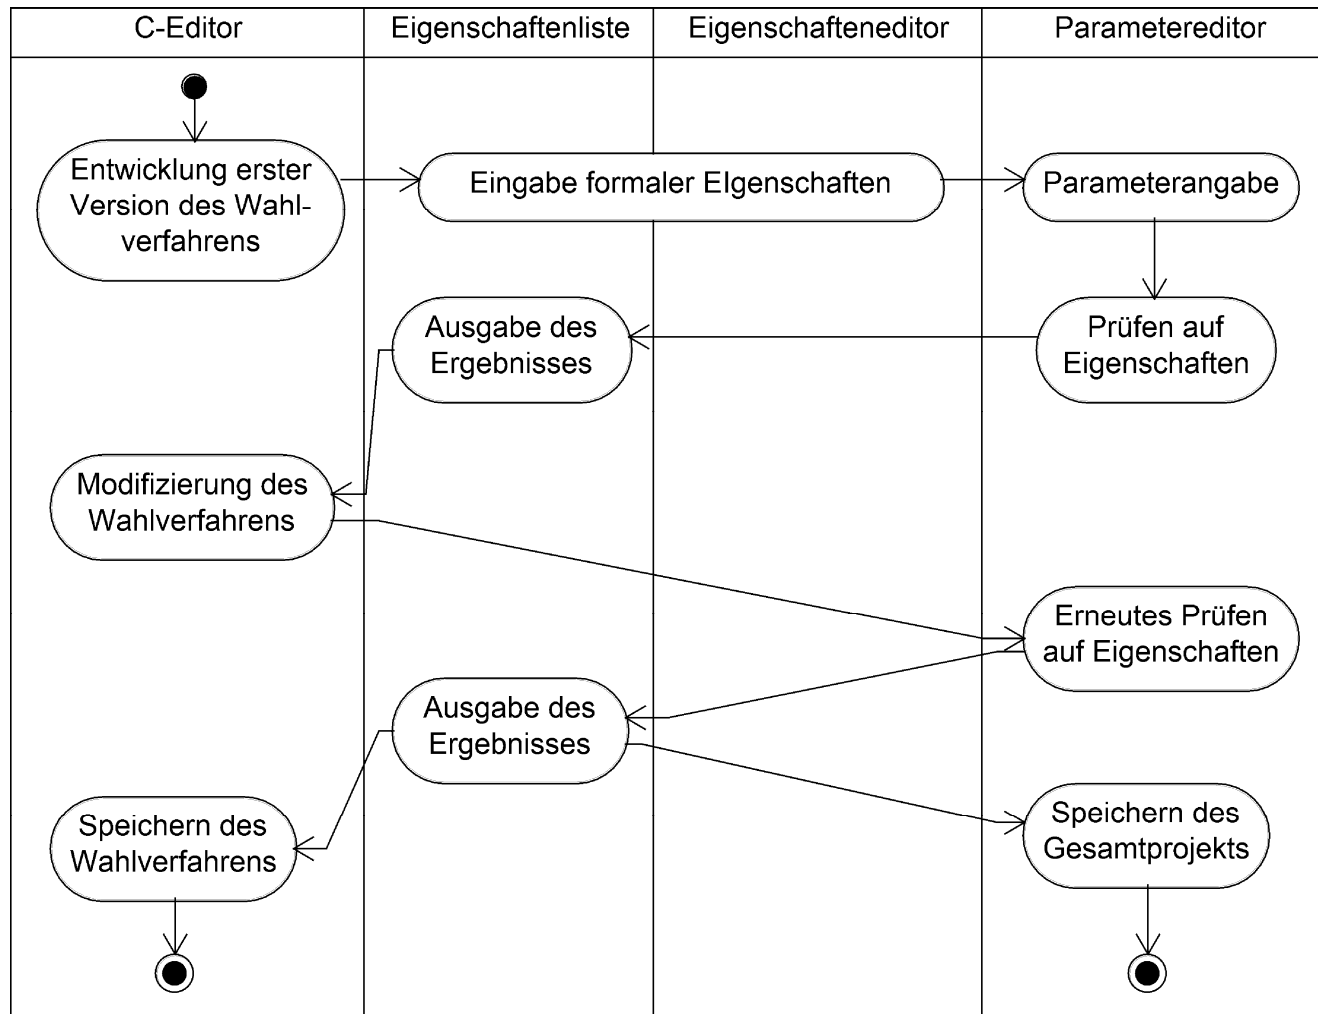 C-Editor
Eigenschaftenliste
Eigenschafteneditor
Parametereditor
Entwicklung erster
Version des Wahl-
verfahrens
Eingabe formaler EIgenschaften
Parameterangabe
Ausgabe des
Ergebnisses
Prüfen auf
Eigenschaften
Modifizierung des
Wahlverfahrens
Erneutes Prüfen
auf Eigenschaften
Ausgabe des
Ergebnisses
Speichern des
Wahlverfahrens
Speichern des
Gesamtprojekts